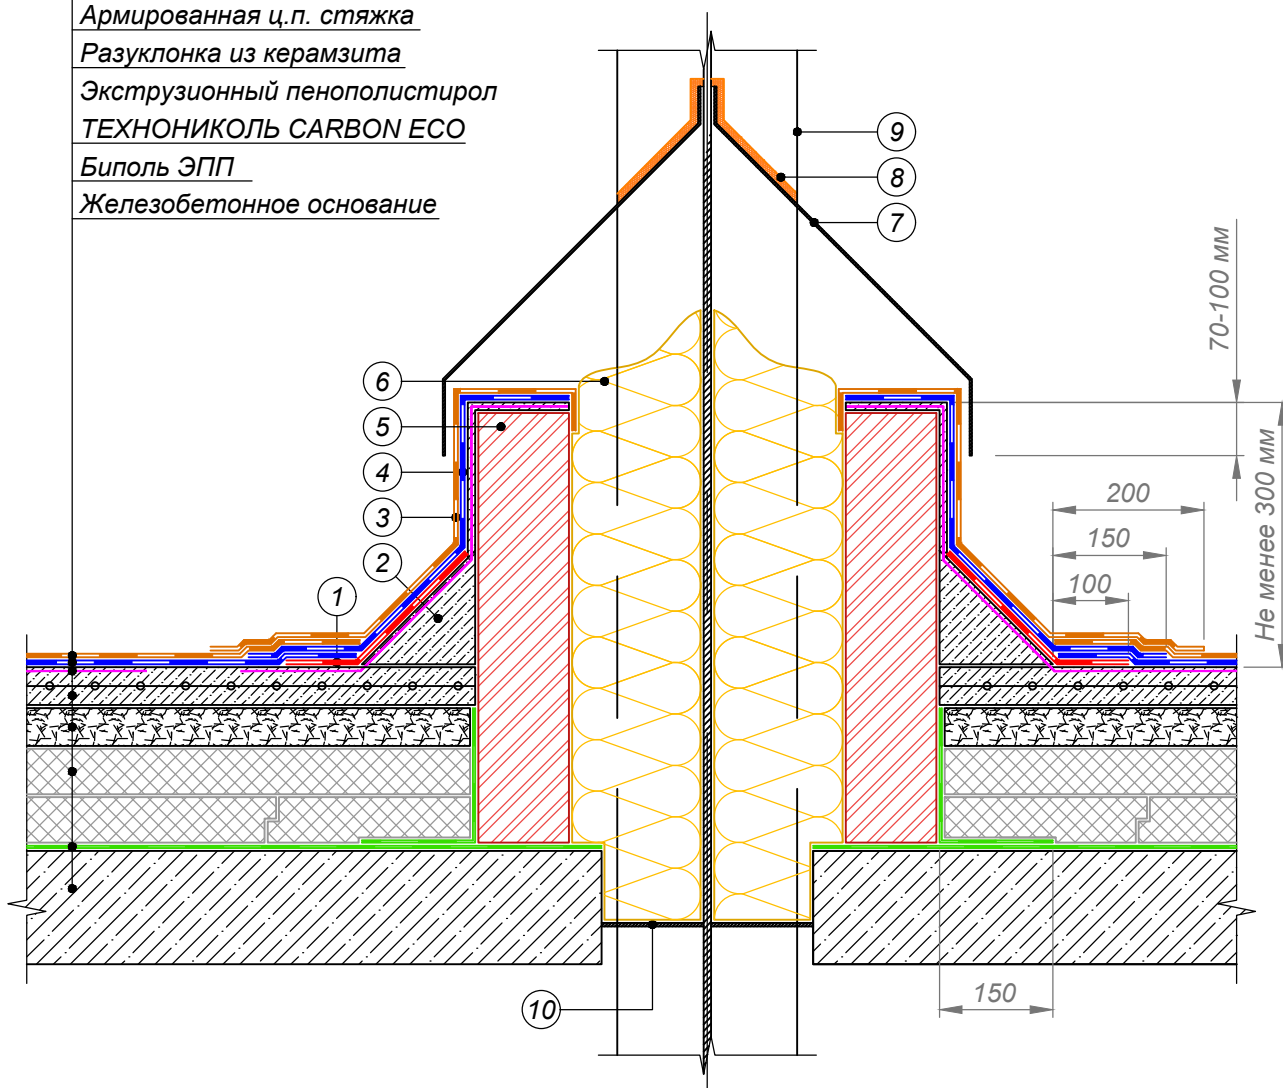 Армированная ц.п. стяжка
Разуклонка из керамзита
Экструзионный пенополистирол
ТЕХНОНИКОЛЬ CARBON ECO
Биполь ЭПП
Железобетонное основание
9
8
7
6
5
4
3
2
1
10
70-100 мм
Не менее 300 мм
200
150
100
150